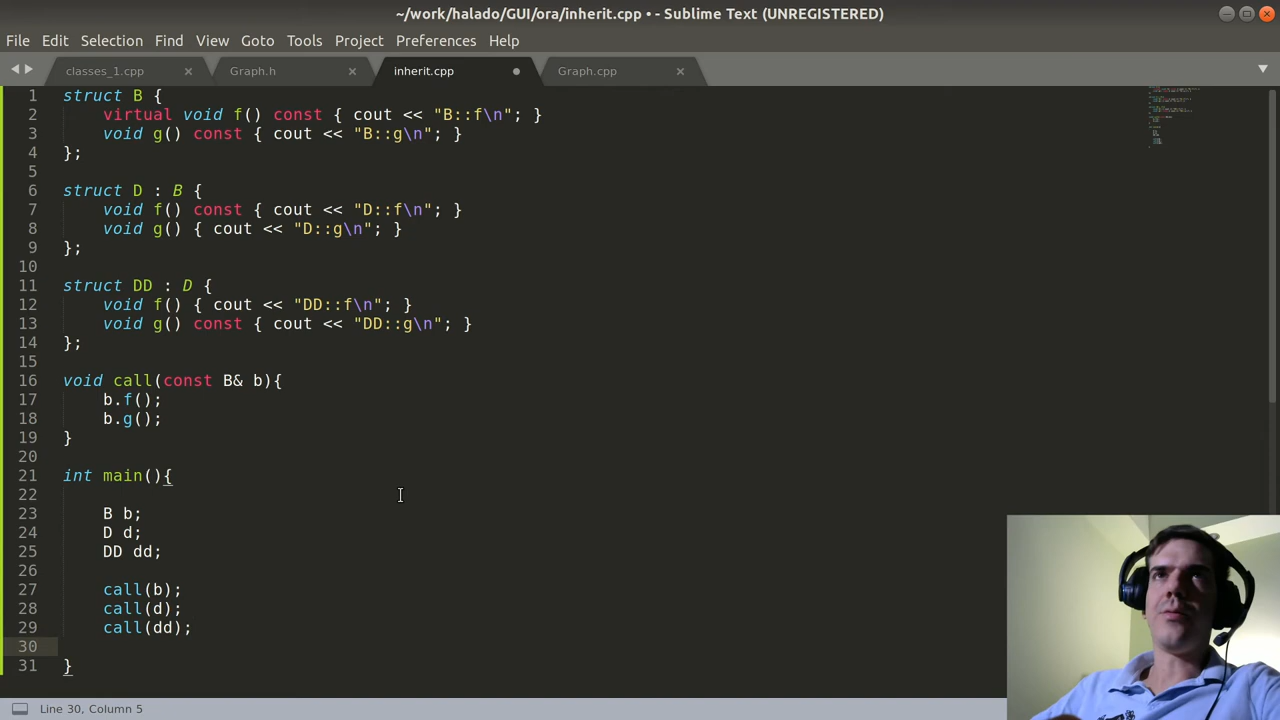 ~/work/halado/GUI/ora/inherit.cpp • - Sublime Text (UNREGISTERED)
File Edit Selection Find View Goto Tools Project Preferences Help
classes_1.cpp Graph.h inherit.cpp Graph.cpp
1 struct B {
2     virtual void f() const { cout << "B::f\n"; }
3     void g() const { cout << "B::g\n"; }
4 };
5
6 struct D : B {
7     void f() const { cout << "D::f\n"; }
8     void g() { cout << "D::g\n"; }
9 };
10
11 struct DD : D {
12     void f() { cout << "DD::f\n"; }
13     void g() const { cout << "DD::g\n"; }
14 };
15
16 void call(const B& b){
17     b.f();
18     b.g();
19 }
20
21 int main(){
22
23     B b;
24     D d;
25     DD dd;
26
27     call(b);
28     call(d);
29     call(dd);
30
31 }
Line 30, Column 5